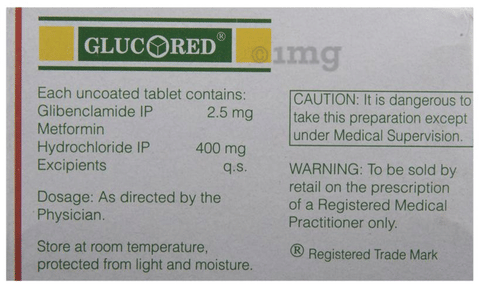 GLUCORED®
1mg
Each uncoated tablet contains:
Glibenclamide IP 2.5 mg
Metformin
Hydrochloride IP 400 mg
Excipients q.s.
Dosage: As directed by the
Physician.
Store at room temperature,
protected from light and moisture.
CAUTION: It is dangerous to
take this preparation except
under Medical Supervision.
WARNING: To be sold by
retail on the prescription
of a Registered Medical
Practitioner only.
® Registered Trade Mark